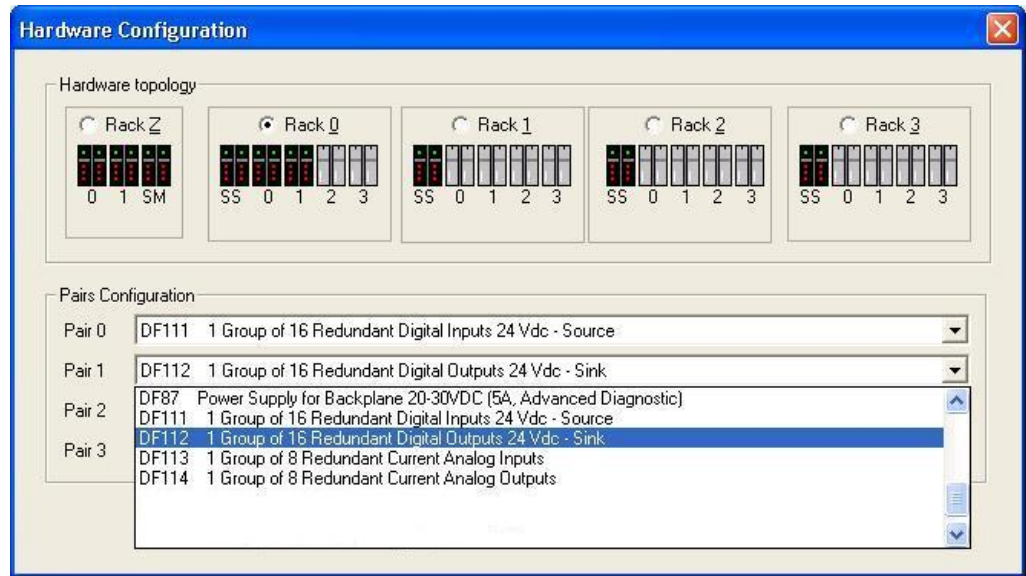 Hardware Configuration
Hardware topology
Rack Z
0 1 SM
Rack 0
SS 0 1 2 3
Rack 1
SS 0 1 2 3
Rack 2
SS 0 1 2 3
Rack 3
SS 0 1 2 3
Pairs Configuration
Pair 0 DF111 1 Group of 16 Redundant Digital Inputs 24 Vdc - Source
Pair 1 DF112 1 Group of 16 Redundant Digital Outputs 24 Vdc - Sink
DF87 Power Supply for Backplane 20-30VDC (5A, Advanced Diagnostic)
Pair 2 DF111 1 Group of 16 Redundant Digital Inputs 24 Vdc - Source
DF112 1 Group of 16 Redundant Digital Outputs 24 Vdc - Sink
Pair 3 DF113 1 Group of 8 Redundant Current Analog Inputs
DF114 1 Group of 8 Redundant Current Analog Outputs